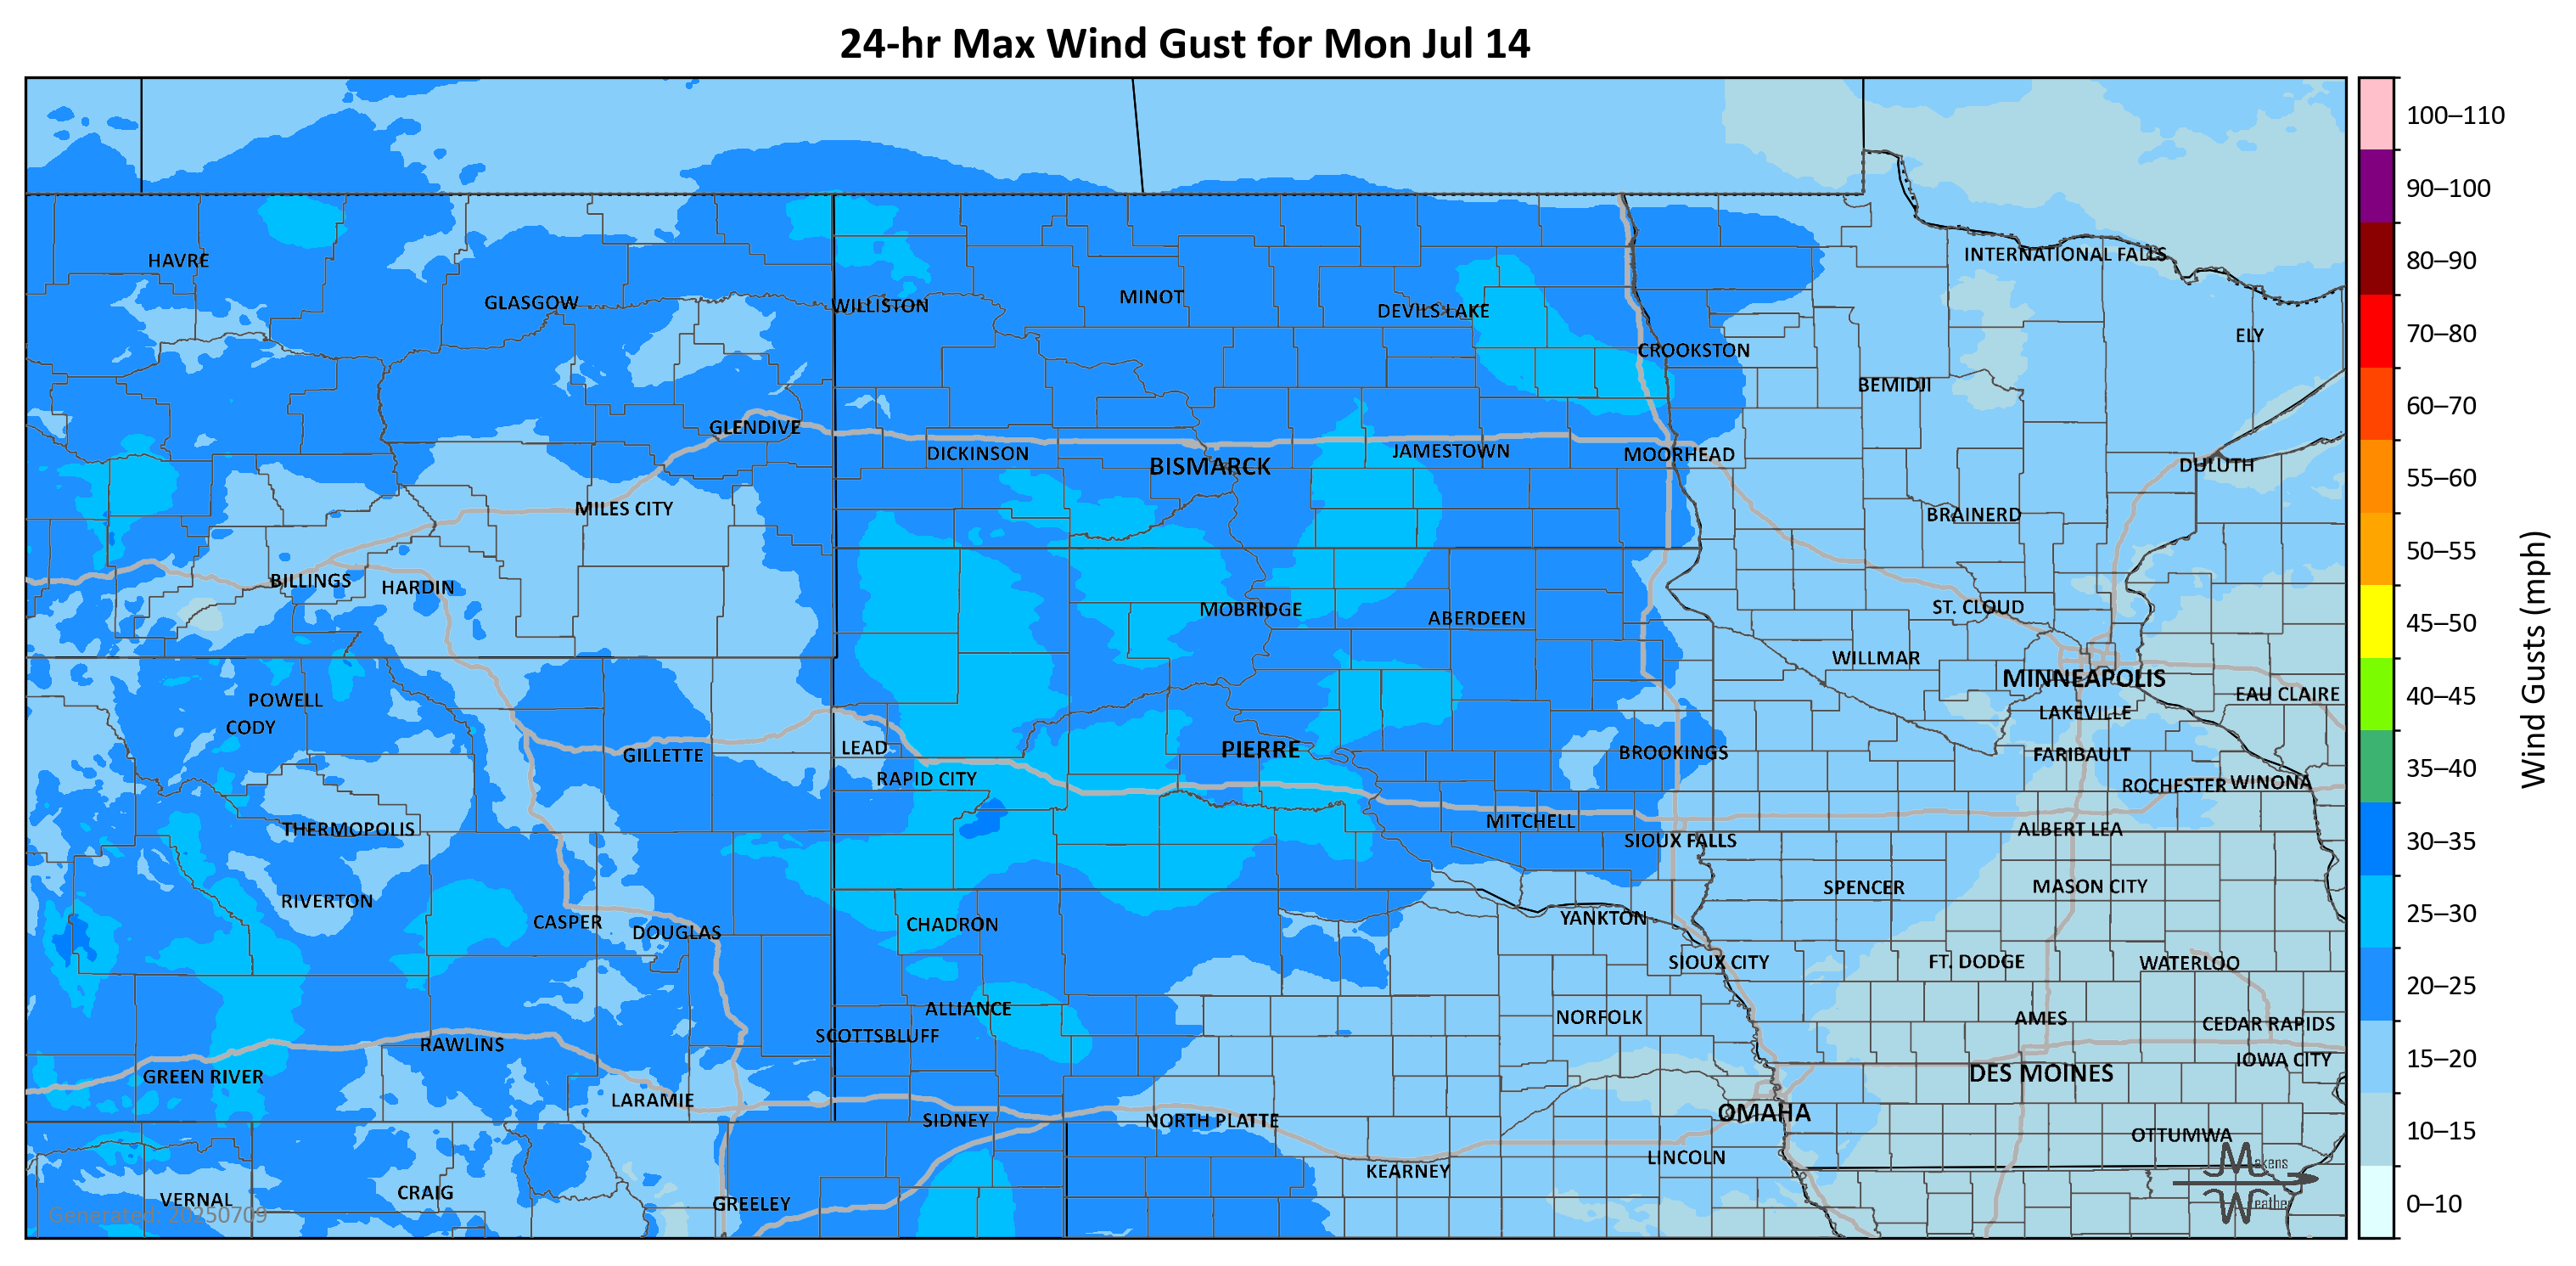 24-hr Max Wind Gust for Mon Jul 14
100–110
90–100
80–90
70–80
60–70
55–60
50–55
45–50
40–45
35–40
30–35
25–30
20–25
15–20
10–15
0–10
Wind Gusts (mph)
HAVRE
GLASGOW
WILLISTON
MINOT
DEVILS LAKE
INTERNATIONAL FALLS
ELY
CROOKSTON
BEMIDJI
GLENDIVE
DICKINSON
BISMARCK
JAMESTOWN
MOORHEAD
DULUTH
MILES CITY
BRAINERD
BILLINGS
HARDIN
MOBRIDGE
ABERDEEN
ST. CLOUD
WILLMAR
MINNEAPOLIS
EAU CLAIRE
POWELL
CODY
LAKEVILLE
GILLETTE
LEAD
PIERRE
BROOKINGS
FARIBAULT
RAPID CITY
ROCHESTER
WINONA
THERMOPOLIS
MITCHELL
SIOUX FALLS
ALBERT LEA
RIVERTON
SPENCER
MASON CITY
CASPER
DOUGLAS
CHADRON
YANKTON
SIOUX CITY
FT. DODGE
WATERLOO
ALLIANCE
SCOTTSBLUFF
NORFOLK
AMES
CEDAR RAPIDS
RAWLINS
IOWA CITY
GREEN RIVER
DES MOINES
LARAMIE
SIDNEY
NORTH PLATTE
OMAHA
OTTUMWA
KEARNEY
LINCOLN
VERNAL
CRAIG
GREELEY
Generated: 20250709
Makens
Weather